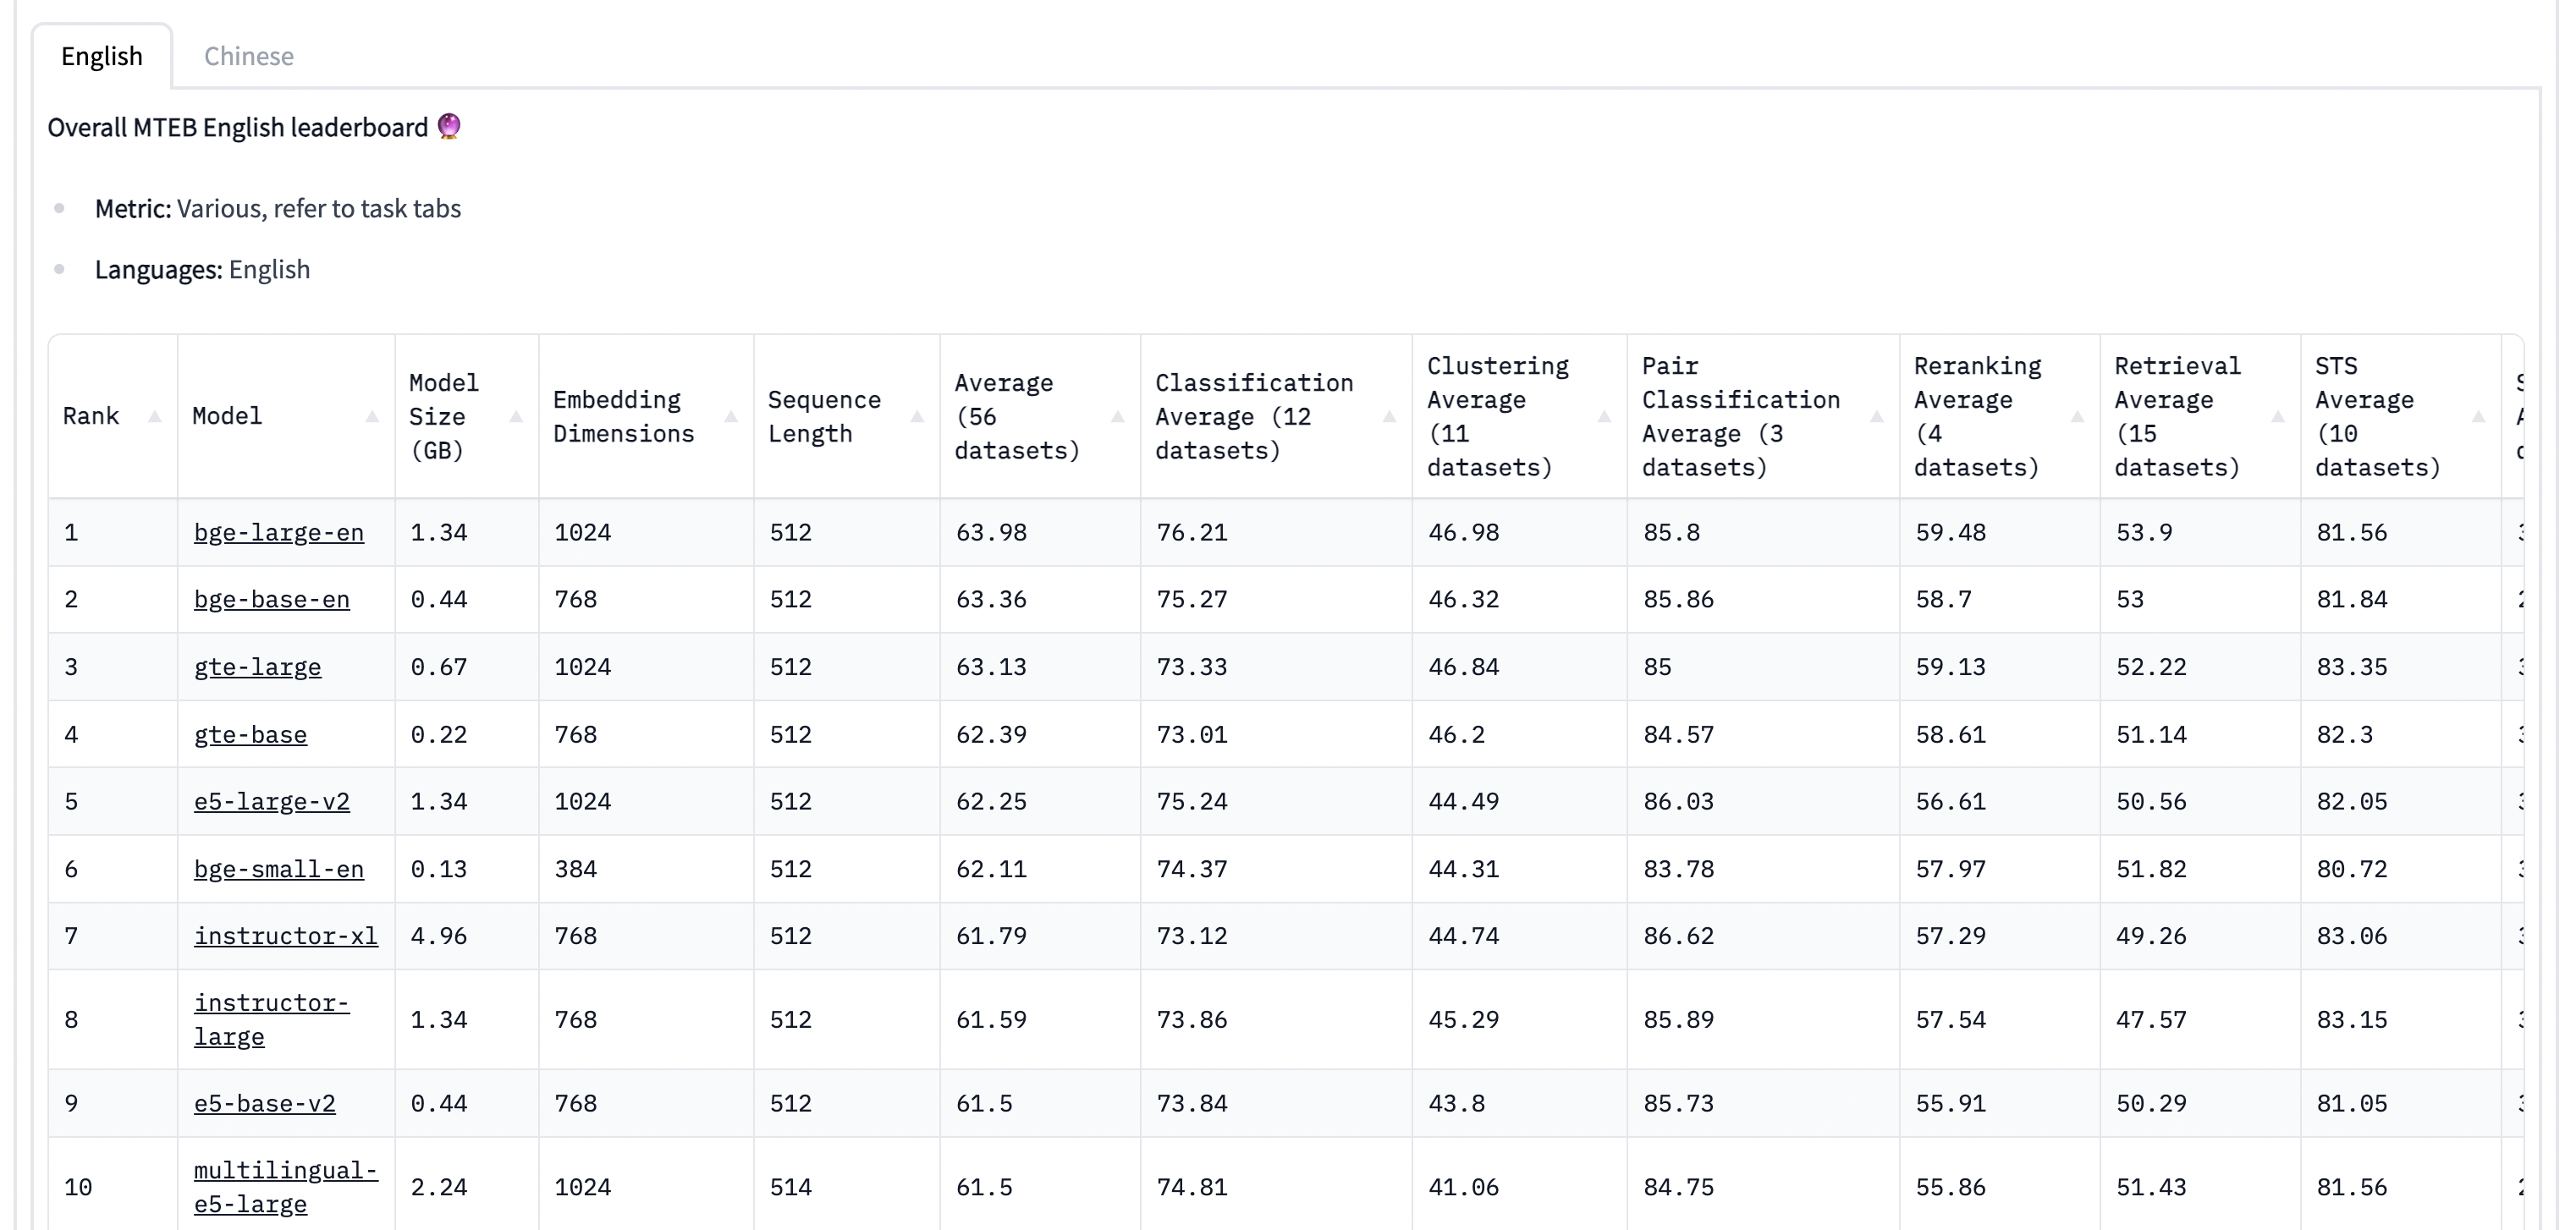 English Chinese
Overall MTEB English leaderboard 🔮
Metric: Various, refer to task tabs
Languages: English
Rank Model Model Size (GB) Embedding Dimensions Sequence Length Average (56 datasets) Classification Average (12 datasets) Clustering Average (11 datasets) Pair Classification Average (3 datasets) Reranking Average (4 datasets) Retrieval Average (15 datasets) STS Average (10 datasets)
1 bge-large-en 1.34 1024 512 63.98 76.21 46.98 85.8 59.48 53.9 81.56
2 bge-base-en 0.44 768 512 63.36 75.27 46.32 85.86 58.7 53 81.84
3 gte-large 0.67 1024 512 63.13 73.33 46.84 85 59.13 52.22 83.35
4 gte-base 0.22 768 512 62.39 73.01 46.2 84.57 58.61 51.14 82.3
5 e5-large-v2 1.34 1024 512 62.25 75.24 44.49 86.03 56.61 50.56 82.05
6 bge-small-en 0.13 384 512 62.11 74.37 44.31 83.78 57.97 51.82 80.72
7 instructor-xl 4.96 768 512 61.79 73.12 44.74 86.62 57.29 49.26 83.06
8 instructor-large 1.34 768 512 61.59 73.86 45.29 85.89 57.54 47.57 83.15
9 e5-base-v2 0.44 768 512 61.5 73.84 43.8 85.73 55.91 50.29 81.05
10 multilingual-e5-large 2.24 1024 514 61.5 74.81 41.06 84.75 55.86 51.43 81.56